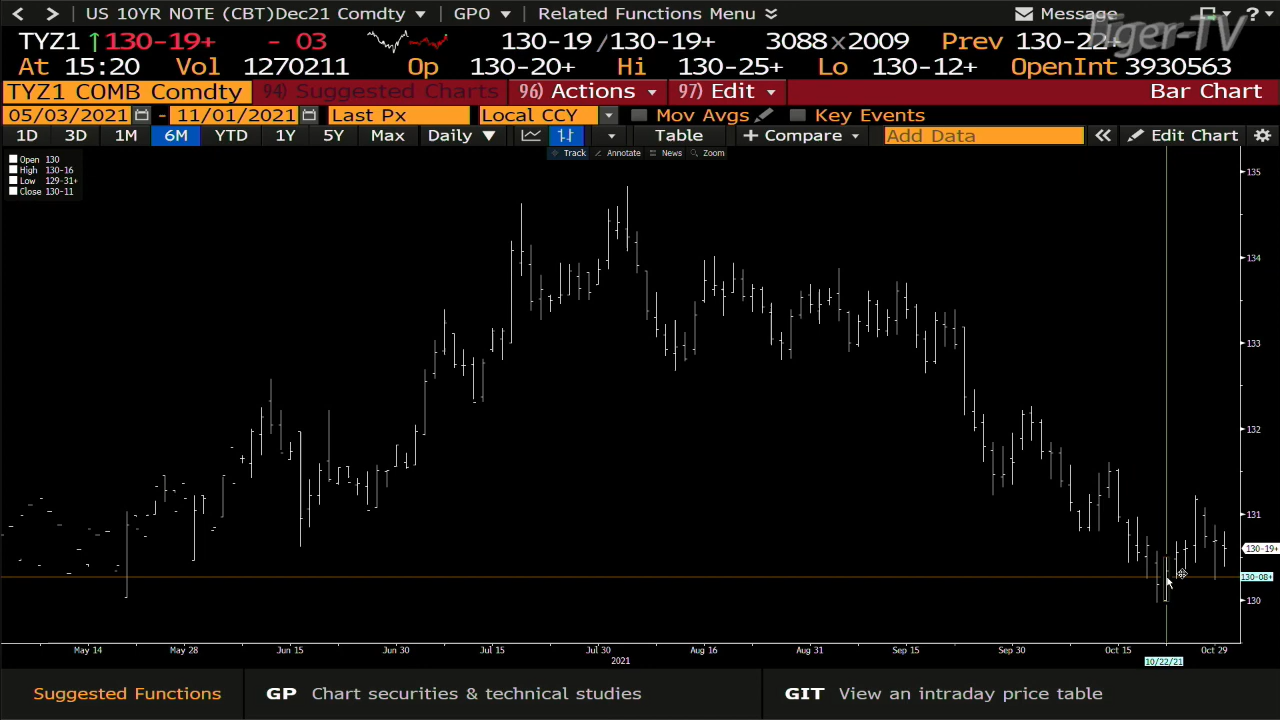 US 10YR NOTE (CBT)Dec21 Comdty GPO Related Functions Menu Message ?
TYZ1 130-19+ - 03 130-19/130-19+ 3088x2009 Prev 130-22+
At 15:20 Vol 1270211 Op 130-20+ Hi 130-25+ Lo 130-12+ OpenInt 3930563
TYZ1 COMB Comdty 94) Suggested Charts 96) Actions 97) Edit Bar Chart
05/03/2021 - 11/01/2021 Last Px Local CCY Mov Avgs Key Events
1D 3D 1M 6M YTD 1Y 5Y Max Daily Table + Compare Add Data Edit Chart
Track Annotate News Zoom
Open 130
High 130-16
Low 129-31+
Close 130-11
135
134
133
132
131
130-19+
130-08+
130
May 14 May 28 Jun 15 Jun 30 Jul 15 Jul 30 Aug 16 Aug 31 Sep 15 Sep 30 Oct 15 Oct 29
2021 10/22/21
Suggested Functions GP Chart securities & technical studies GIT View an intraday price table